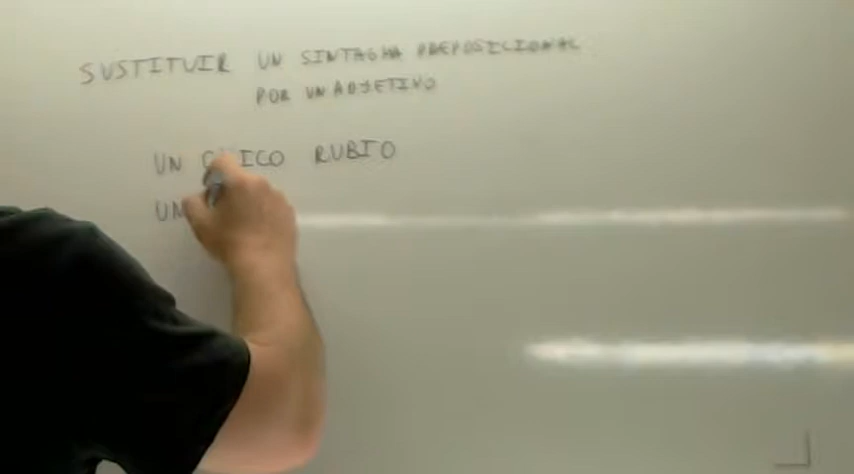 SUSTITUIR UN SINTAGMA PREPOSICIONAL
POR UN ADJETIVO
UN CHICO RUBIO
UN